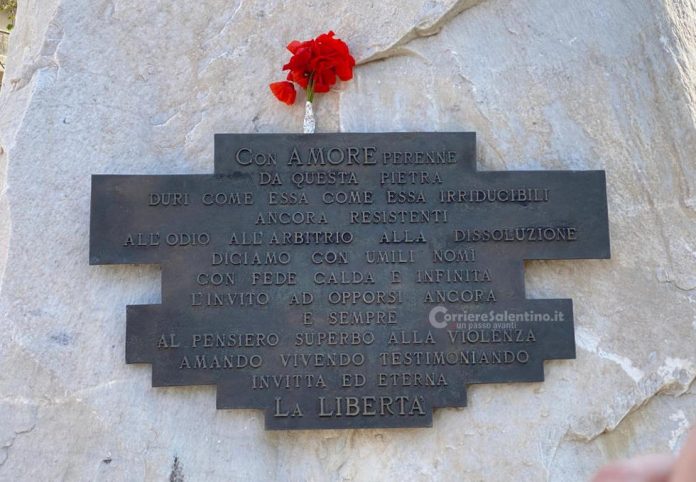 Con AMORE PERENNE
DA QUESTA PIETRA
DURI COME ESSA COME ESSA IRRIDUCIBILI
ANCORA RESISTENTI
ALL'ODIO ALL'ARBITRIO ALLA DISSOLUZIONE
DICIAMO CON UMILI NOMI
CON FEDE CALDA E INFINITA
L'INVITO AD OPPORSI ANCORA
E SEMPRE
AL PENSIERO SUPERBO ALLA VIOLENZA
AMANDO VIVENDO TESTIMONIANDO
INVITTA ED ETERNA
LA LIBERTA'
CorriereSalentino.it
un passo avanti